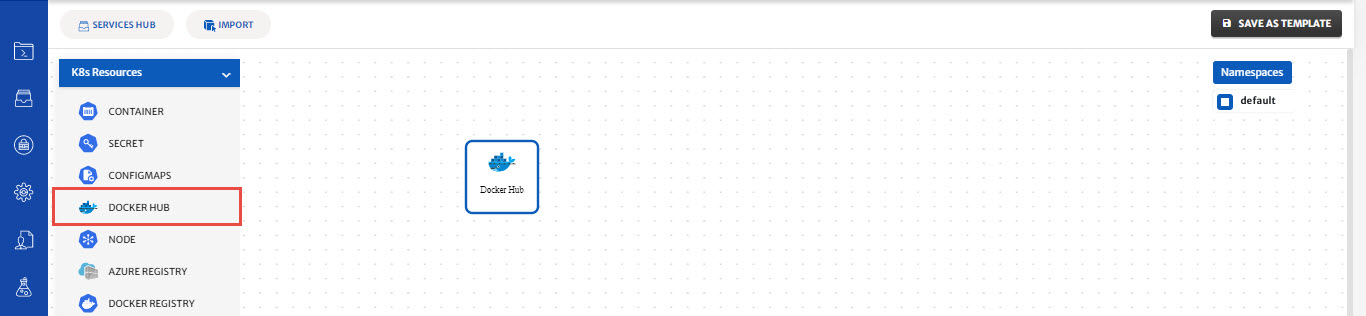 SERVICES HUB
IMPORT
SAVE AS TEMPLATE
K8s Resources
Namespaces
default
CONTAINER
SECRET
CONFIGMAPS
DOCKER HUB
NODE
AZURE REGISTRY
DOCKER REGISTRY
Docker Hub